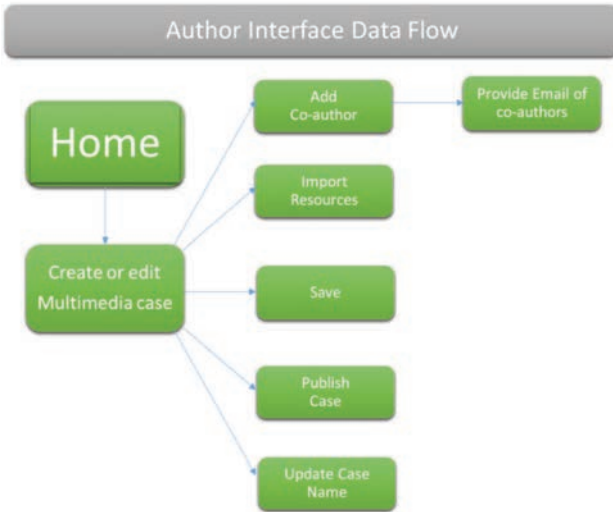 Author Interface Data Flow
Home
Create or edit
Multimedia case
Add
Co-author
Provide Email of
co-authors
Import
Resources
Save
Publish
Case
Update Case
Name